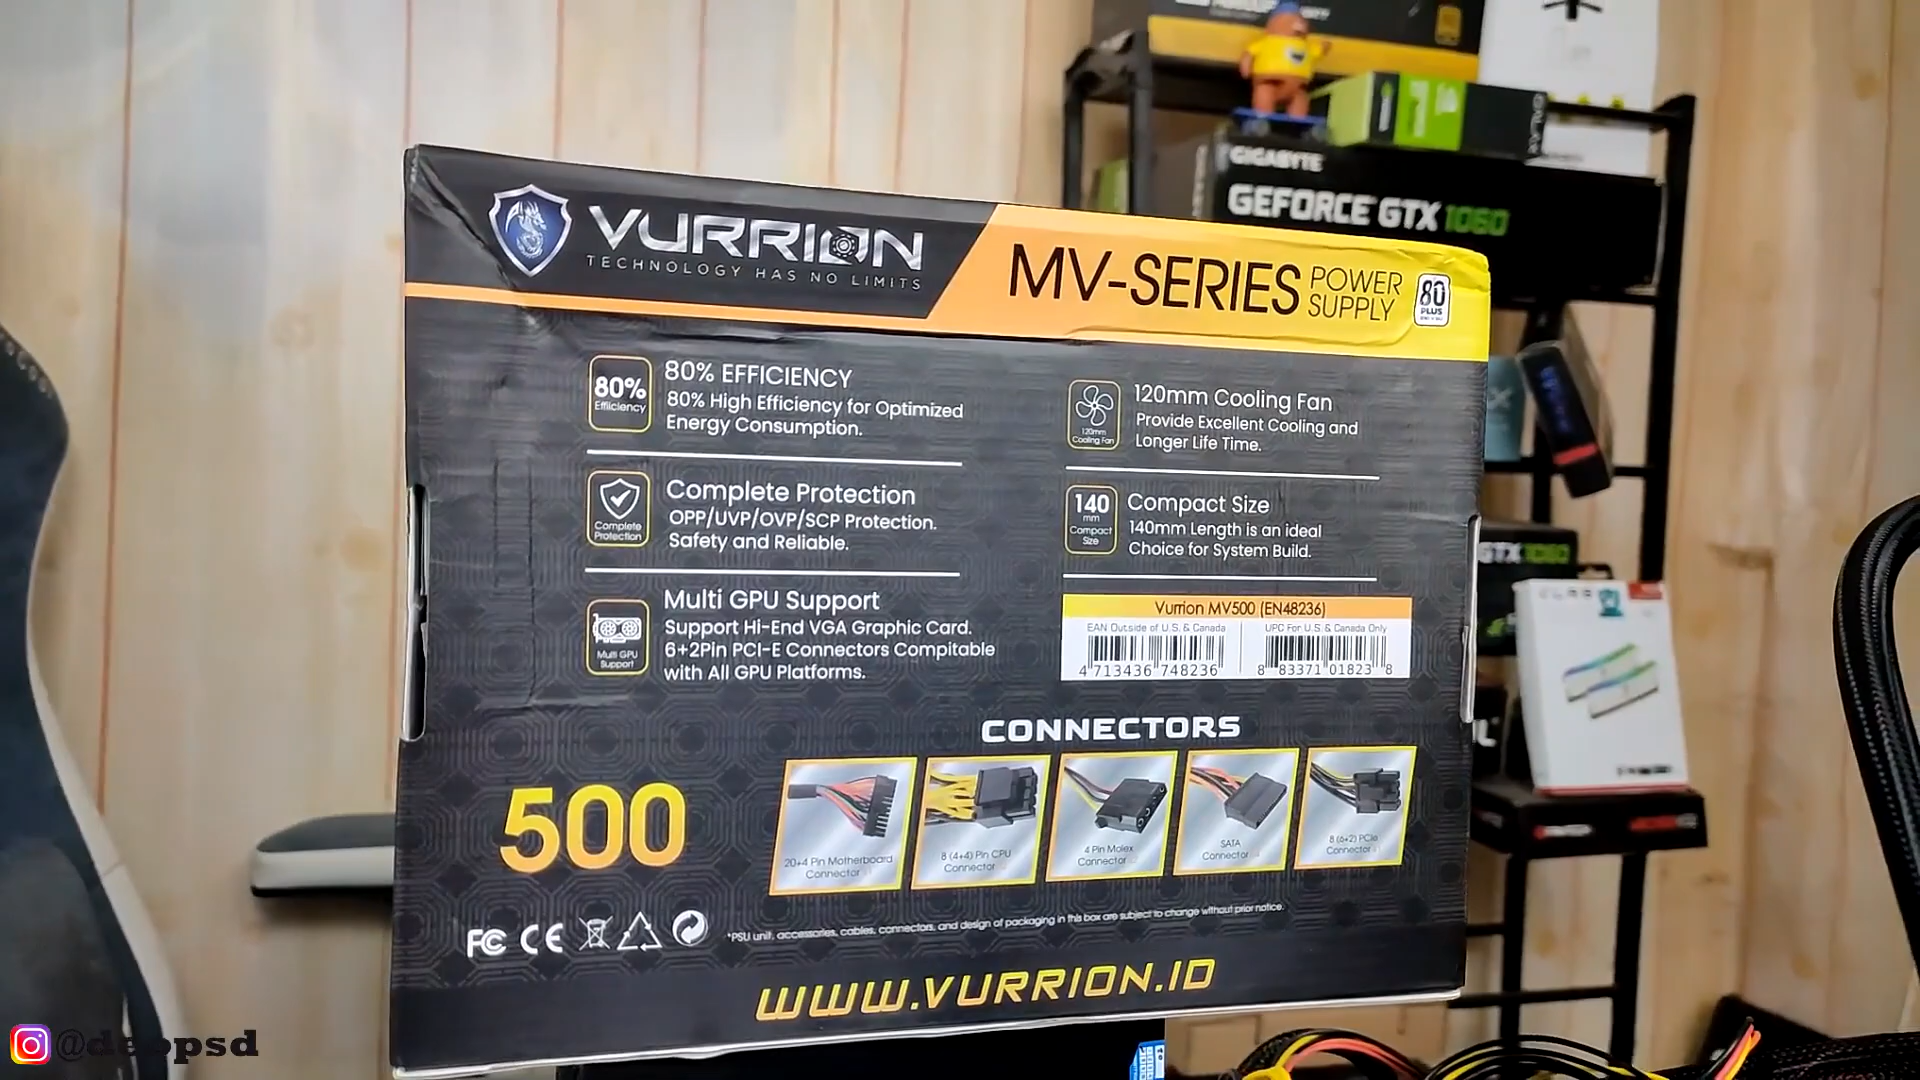 GIGABYTE
GEFORCE GTX 1060
VURRION
TECHNOLOGY HAS NO LIMITS
MV-SERIES POWER SUPPLY
80 PLUS
80%
Efficiency
80% EFFICIENCY
80% High Efficiency for Optimized
Energy Consumption.
120mm
Cooling Fan
120mm Cooling Fan
Provide Excellent Cooling and
Longer Life Time.
Complete
Protection
Complete Protection
OPP/UVP/OVP/SCP Protection.
Safety and Reliable.
140
mm
Compact
Size
Compact Size
140mm Length is an ideal
Choice for System Build.
Multi GPU
Support
Multi GPU Support
Support Hi-End VGA Graphic Card.
6+2Pin PCI-E Connectors Compitable
with All GPU Platforms.
Vurrion MV500 (EN48236)
EAN Outside of U.S. & Canada
UPC For U.S. & Canada Only
4 713436 748236
8 83371 01823 8
GTX 1060
CONNECTORS
500
20+4 Pin Motherboard
Connector
8 (4+4) Pin CPU
Connector
4 Pin Molex
Connector
SATA
Connector
8 (6+2) PCIe
Connector
FC CE
*PSU unit, accessories, cables, connectors, and design of packaging in this box are subject to change without prior notice.
WWW.VURRION.ID